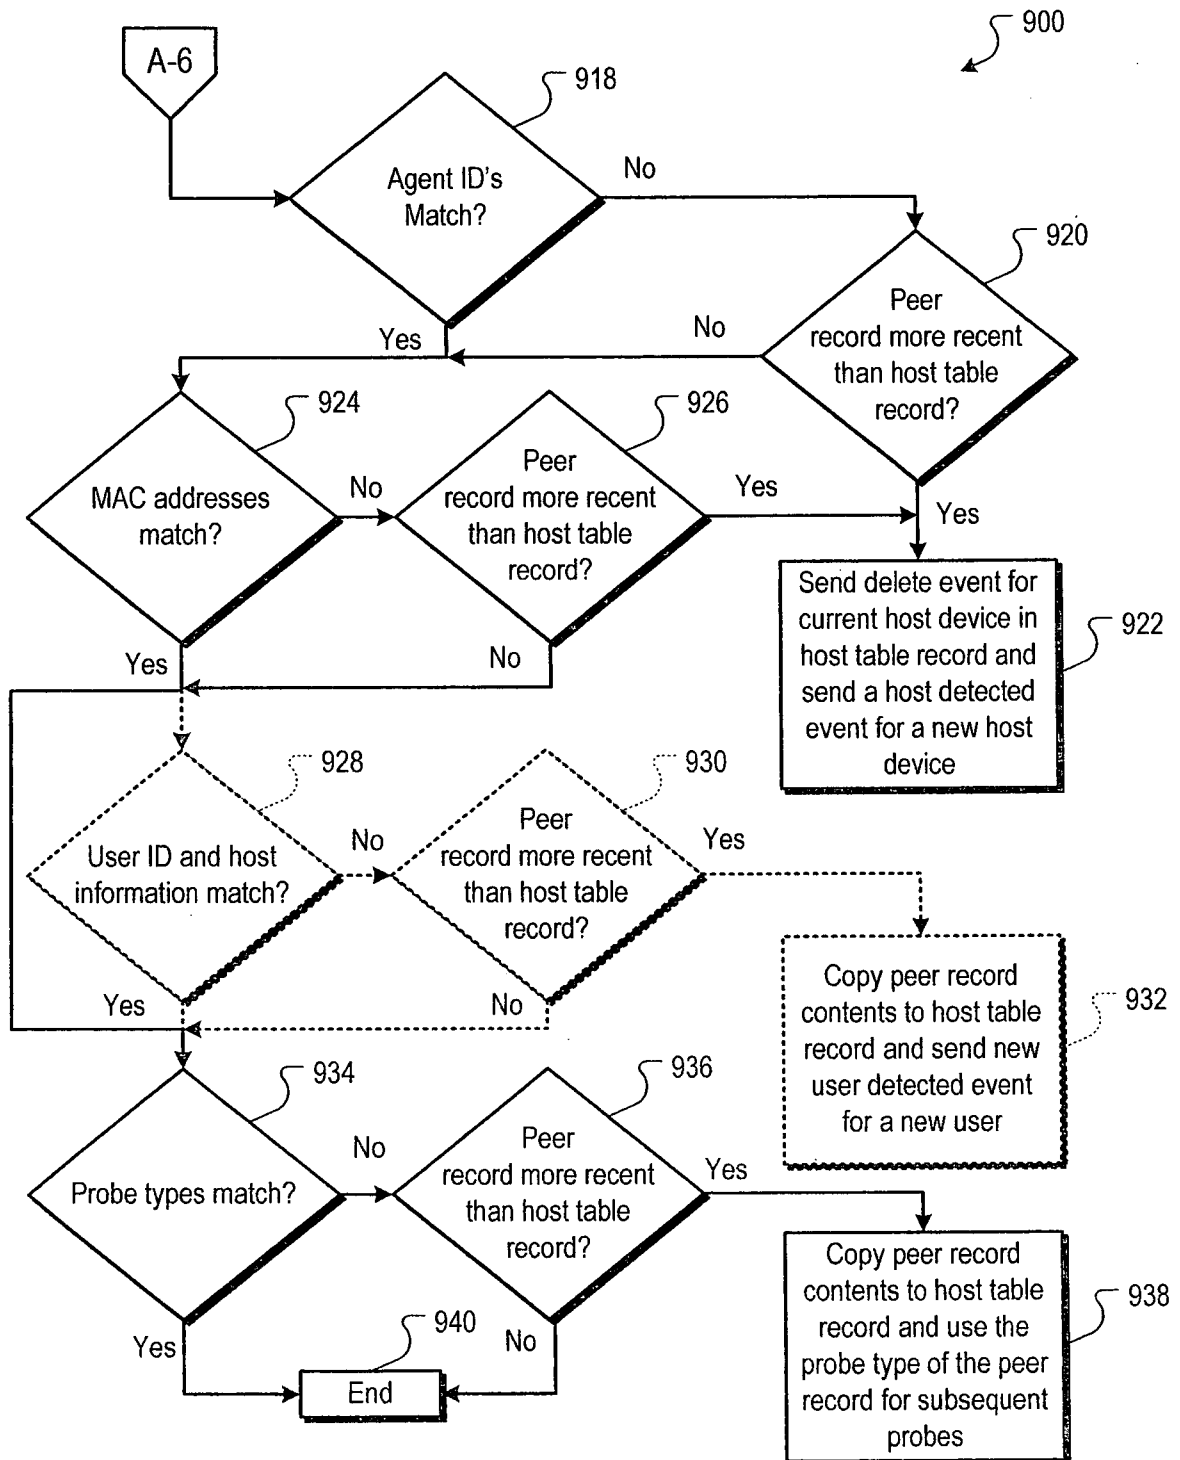 900
A-6
918
Agent ID's
Match?
No
920
Peer
record more recent
than host table
record?
Yes
No
924
MAC addresses
match?
No
926
Peer
record more recent
than host table
record?
Yes
Yes
Send delete event for
current host device in
host table record and
send a host detected
event for a new host
device
922
Yes
No
928
User ID and host
information match?
No
930
Peer
record more recent
than host table
record?
Yes
Copy peer record
contents to host table
record and send new
user detected event
for a new user
932
Yes
No
934
Probe types match?
No
936
Peer
record more recent
than host table
record?
Yes
Copy peer record
contents to host table
record and use the
probe type of the peer
record for subsequent
probes
938
Yes
940
No
End